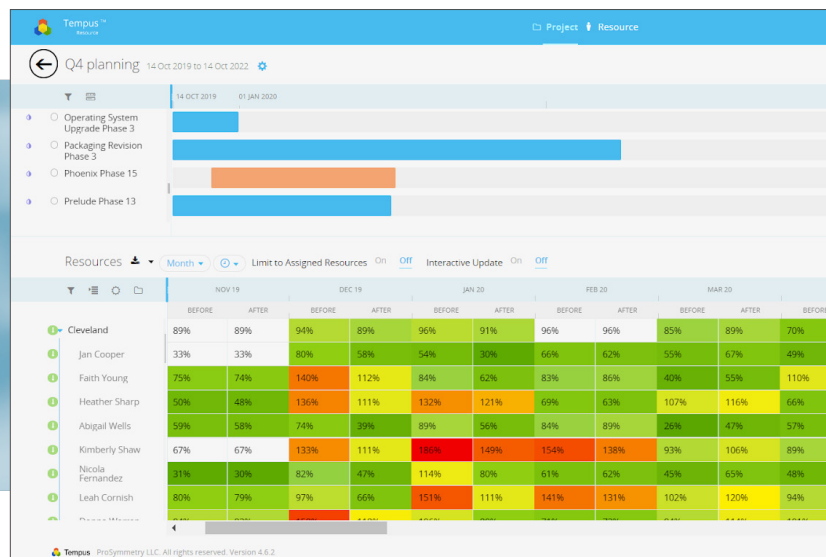 Tempus ™
Resource
Project Resource
Q4 planning 14 Oct 2019 to 14 Oct 2022
14 OCT 2019 01 JAN 2020
Operating System
Upgrade Phase 3
Packaging Revision
Phase 3
Phoenix Phase 15
Prelude Phase 13
Resources Month Limit to Assigned Resources On Off Interactive Update On Off
NOV 19 DEC 19 JAN 20 FEB 20 MAR 20
BEFORE AFTER BEFORE AFTER BEFORE AFTER BEFORE AFTER BEFORE AFTER BEFORE
Cleveland 89% 89% 94% 89% 96% 91% 96% 96% 85% 89% 70%
Jan Cooper 33% 33% 80% 58% 54% 30% 66% 62% 55% 67% 49%
Faith Young 75% 74% 140% 112% 84% 62% 83% 86% 40% 55% 110%
Heather Sharp 50% 48% 136% 111% 132% 121% 69% 63% 107% 116% 66%
Abigail Wells 59% 58% 74% 39% 89% 56% 84% 89% 26% 47% 57%
Kimberly Shaw 67% 67% 133% 111% 186% 149% 154% 138% 93% 106% 89%
Nicola
Fernandez 31% 30% 82% 47% 114% 80% 61% 62% 45% 65% 48%
Leah Cornish 80% 79% 97% 66% 151% 111% 141% 131% 102% 120% 94%
Tempus ProSymmetry LLC. All rights reserved. Version 4.6.2